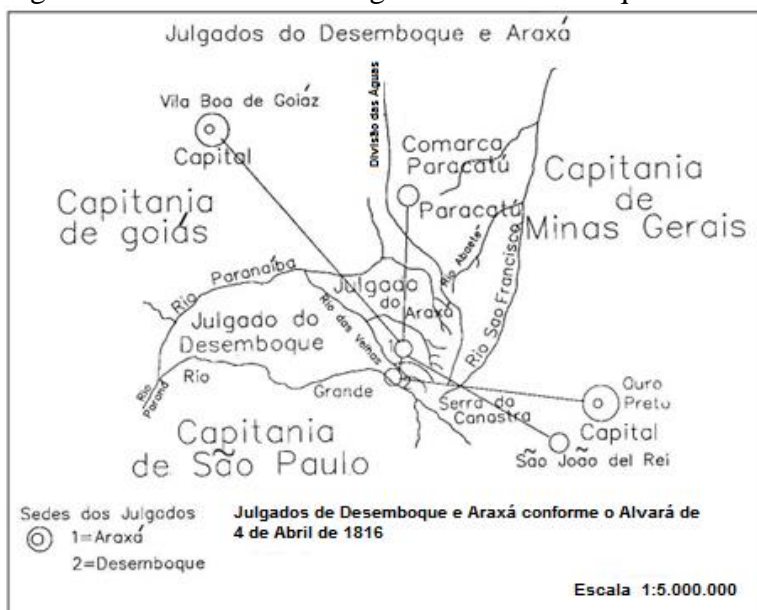 Julgados do Desemboque e Araxá
Vila Boa de Goiáz
Capital
Divisão das Águas
Comarca
Paracatú
Paracatú
Capitania
de goiás
Capitania
de
Minas Gerais
Rio Abaete
Rio São Francisco
Rio Paranaíba
Julgado
do
Araxá
Rio das Velhas
Julgado do
Desemboque
Rio
Paraná
Rio Grande
Serra da
Canastra
Ouro
Pretu
Capital
São João del Rei
Capitania
de São Paulo
Sedes dos Julgados
1=Araxá
2=Desemboque
Julgados de Desemboque e Araxá conforme o Alvará de
4 de Abril de 1816
Escala 1:5.000.000